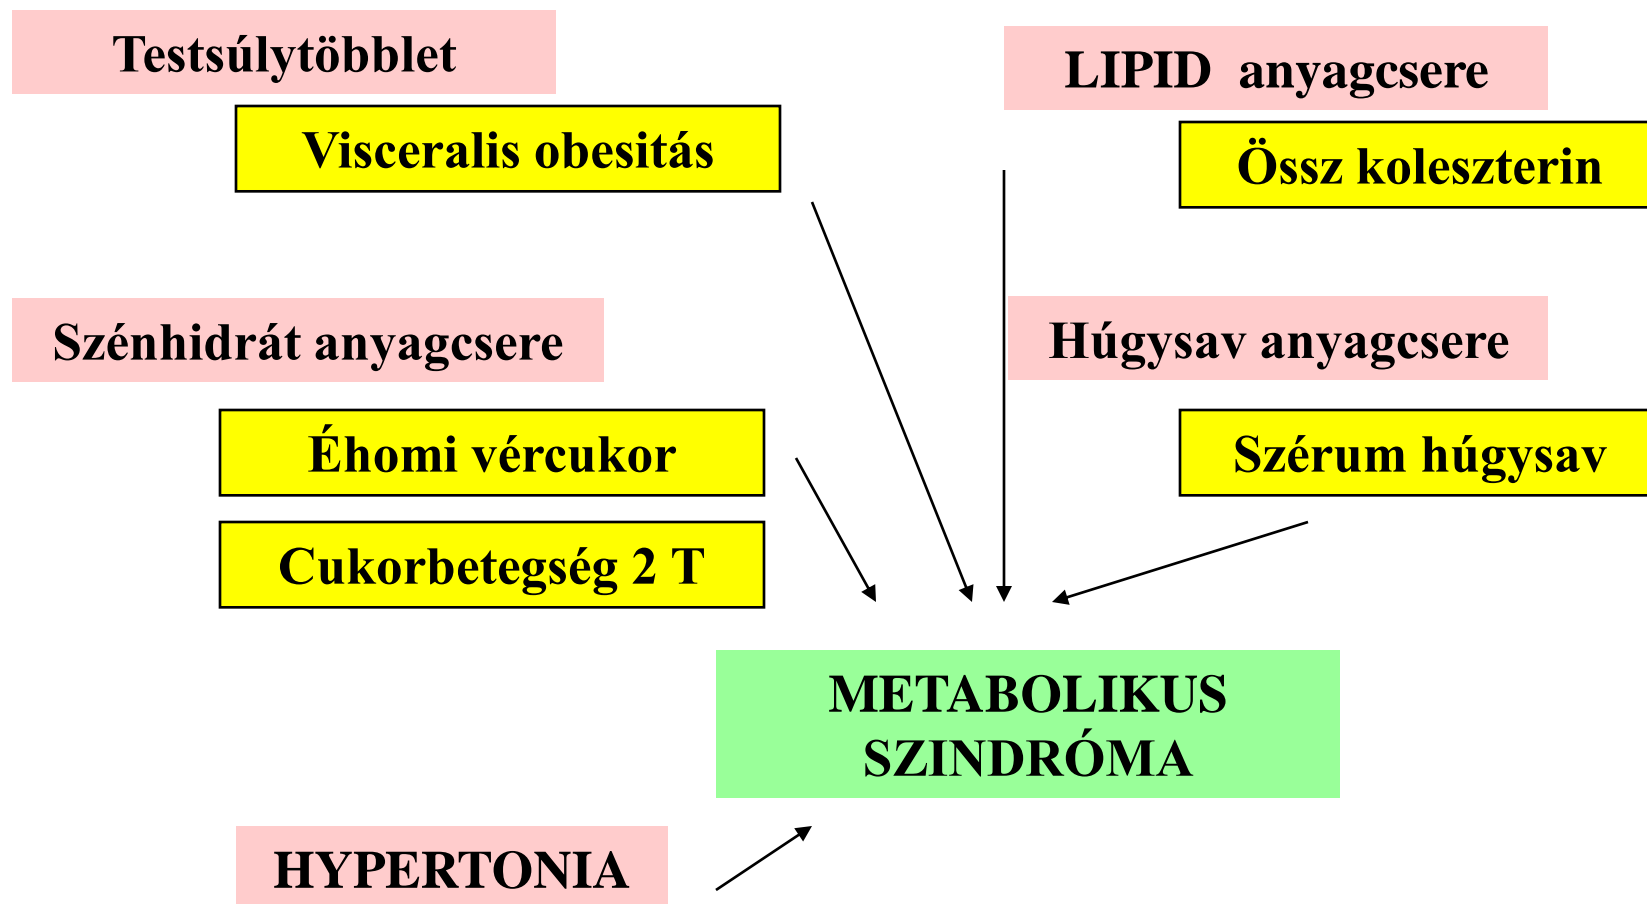 Testsúlytöbblet
Visceralis obesitás
LIPID anyagcsere
Össz koleszterin
Szénhidrát anyagcsere
Éhomi vércukor
Cukorbetegség 2 T
Húgysav anyagcsere
Szérum húgysav
METABOLIKUS
SZINDRÓMA
HYPERTONIA